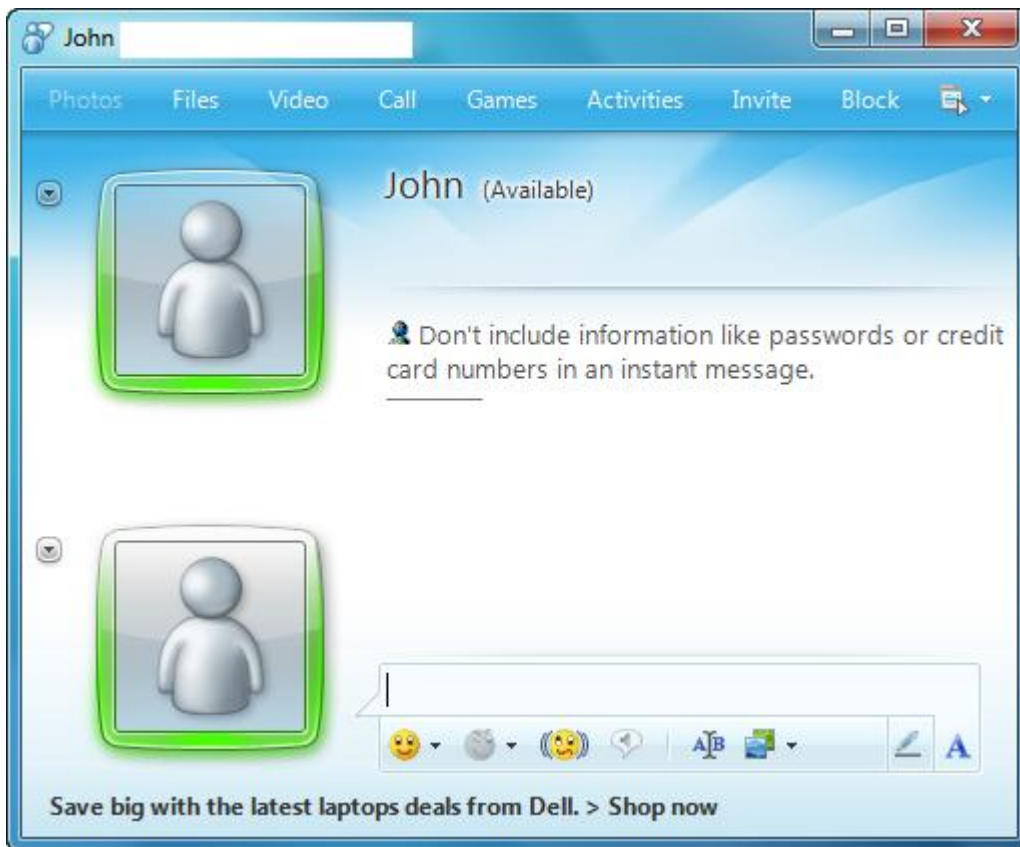 John
Photos Files Video Call Games Activities Invite Block
John (Available)
Don't include information like passwords or credit
card numbers in an instant message.
Save big with the latest laptops deals from Dell. > Shop now